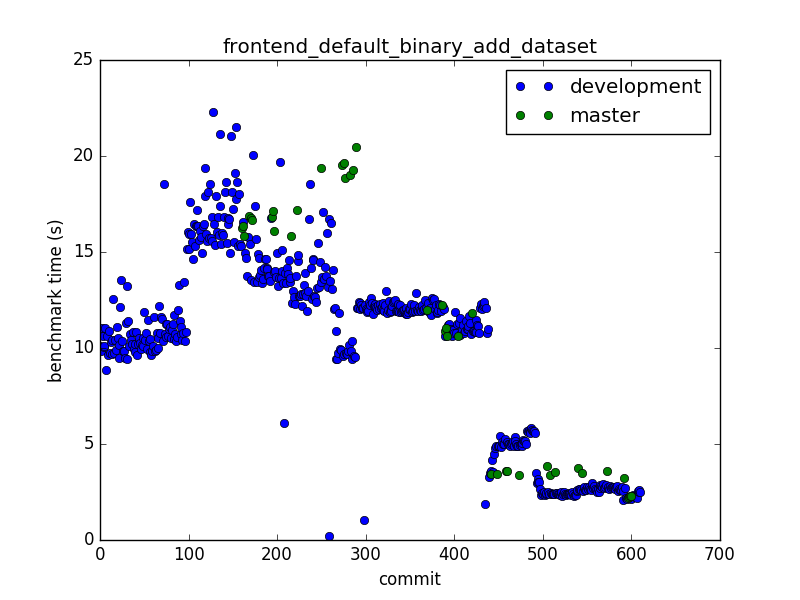 frontend_default_binary_add_dataset
development
master
25
20
15
10
5
0
benchmark time (s)
0 100 200 300 400 500 600 700
commit